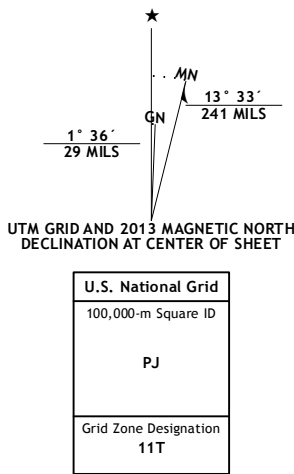 ★
MN
GN
13° 33´
241 MILS
1° 36´
29 MILS
UTM GRID AND 2013 MAGNETIC NORTH
DECLINATION AT CENTER OF SHEET
U.S. National Grid
100,000-m Square ID
PJ
Grid Zone Designation
11T